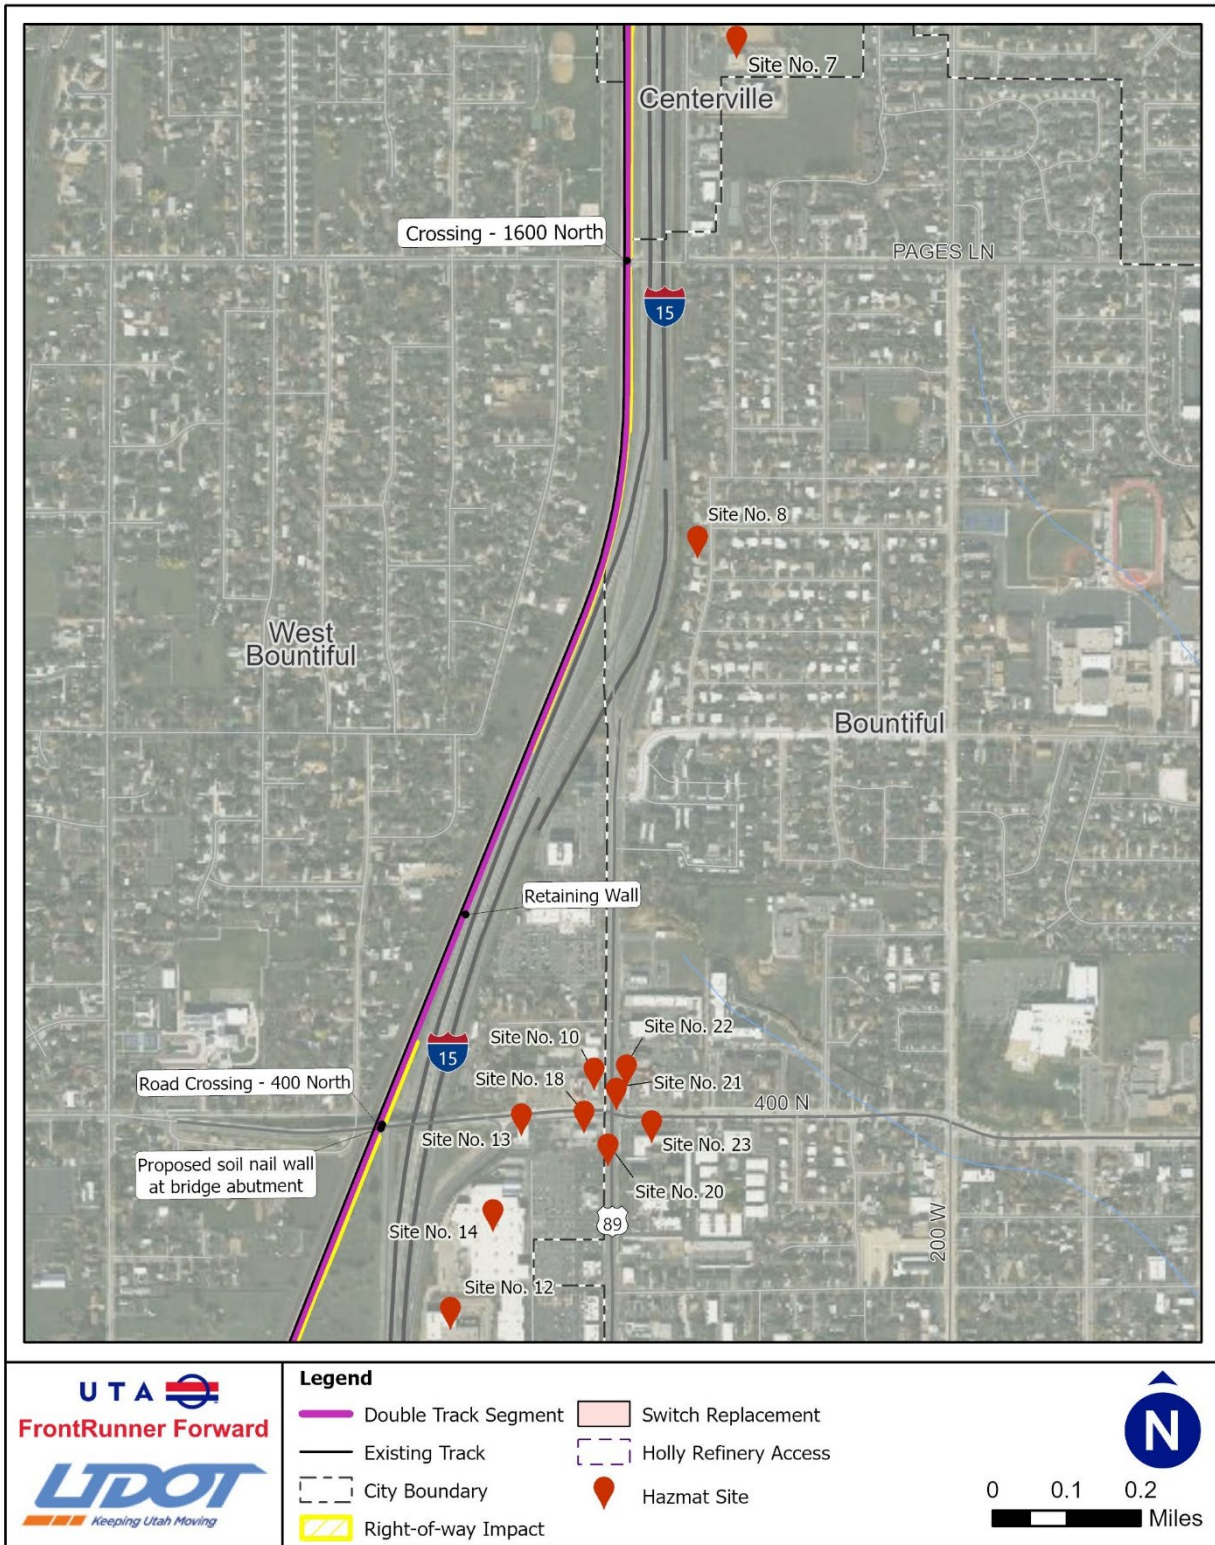 Site No. 7
Centerville
Crossing - 1600 North
PAGES LN
15
Site No. 8
West
Bountiful
Bountiful
Retaining Wall
Site No. 22
Site No. 10
15
Site No. 18
Site No. 21
Road Crossing - 400 North
400 N
Site No. 13
Site No. 23
Proposed soil nail wall
at bridge abutment
Site No. 20
Site No. 14
89
200 W
Site No. 12
UTA
FrontRunner Forward
UDOT
Keeping Utah Moving
Legend
Double Track Segment
Existing Track
City Boundary
Right-of-way Impact
Switch Replacement
Holly Refinery Access
Hazmat Site
N
0 0.1 0.2
Miles